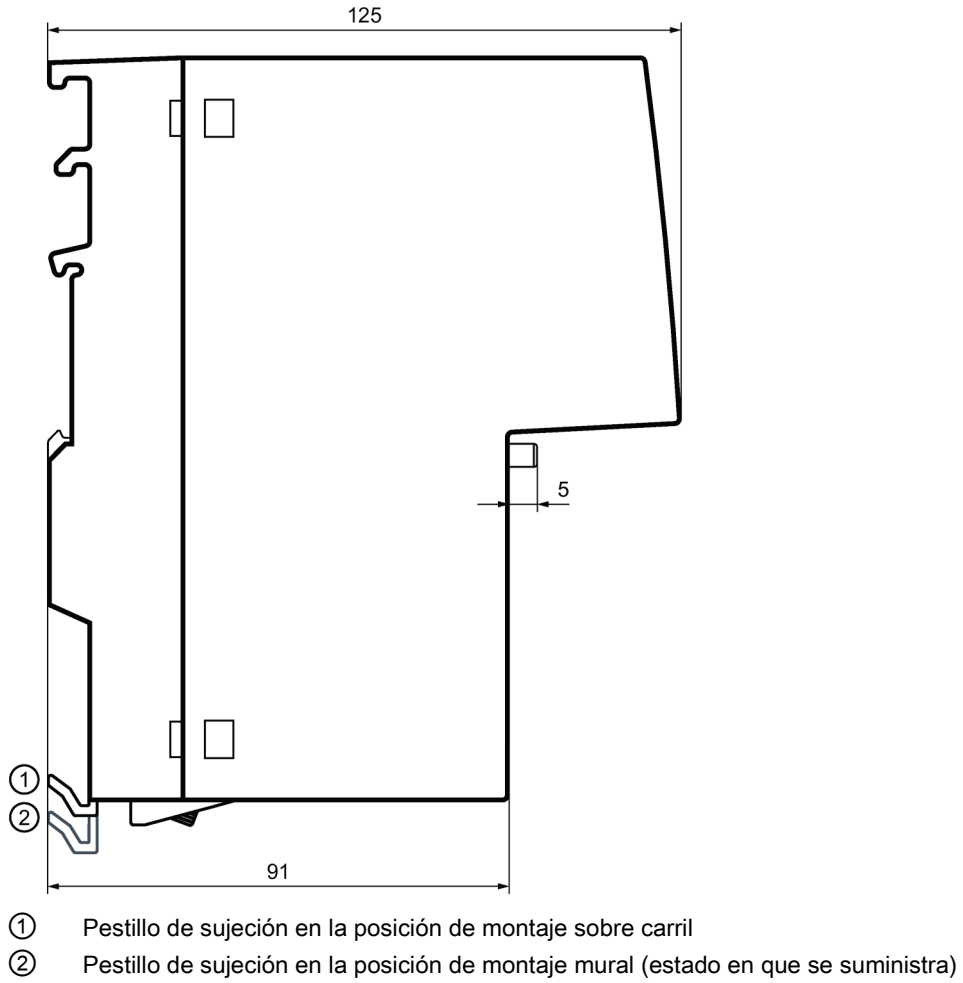 125
5
①
②
91
① Pestillo de sujeción en la posición de montaje sobre carril
② Pestillo de sujeción en la posición de montaje mural (estado en que se suministra)